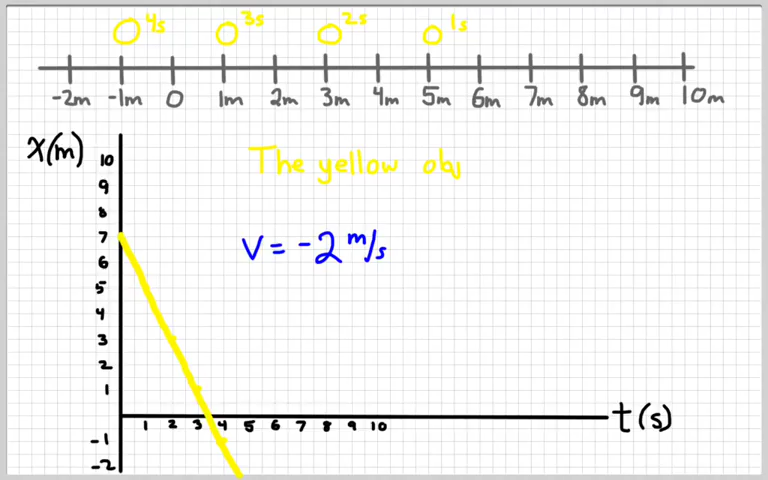 4s 3s 2s 1s
-2m -1m 0 1m 2m 3m 4m 5m 6m 7m 8m 9m 10m
x(m)
10
The yellow obj
9
8
7
V = -2 m/s
6
5
4
3
2
1
t(s)
1 2 3 4 5 6 7 8 9 10
-1
-2